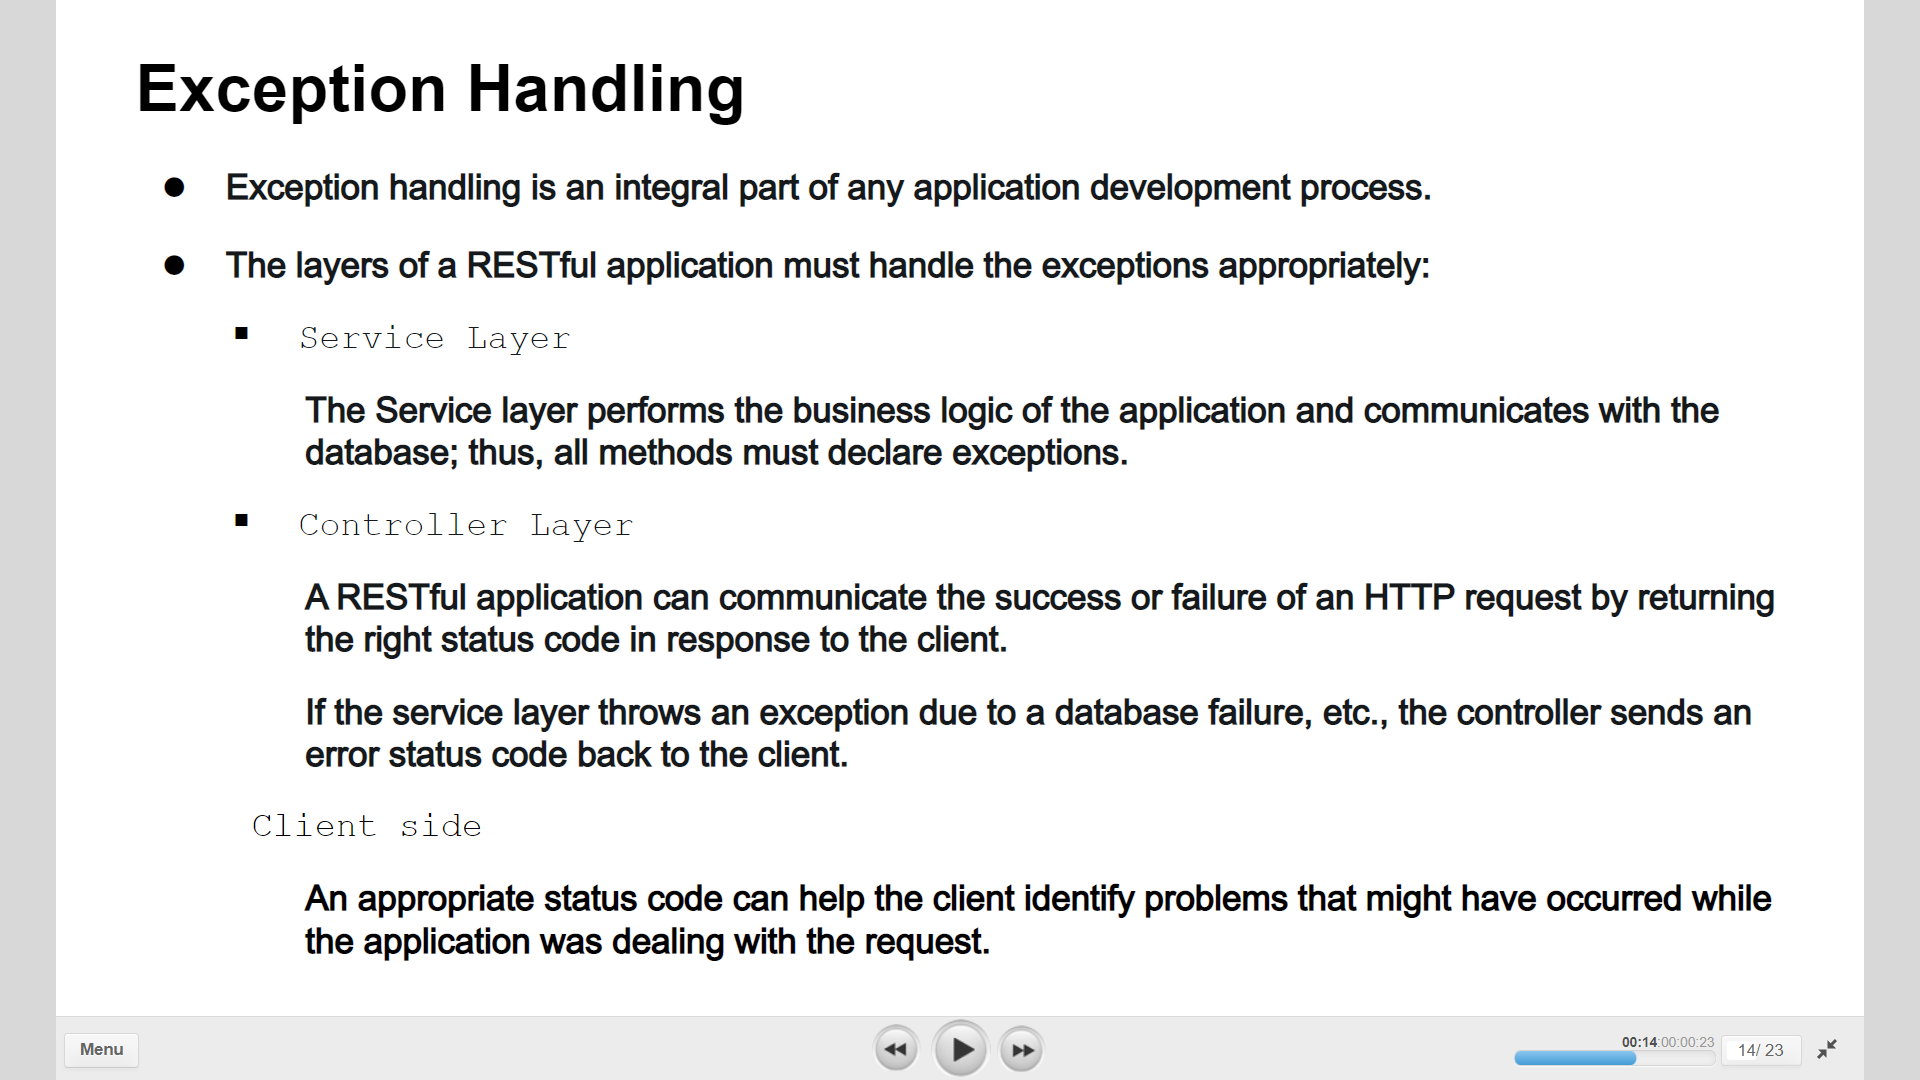 Exception Handling
● Exception handling is an integral part of any application development process.
● The layers of a RESTful application must handle the exceptions appropriately:
▪ Service Layer
The Service layer performs the business logic of the application and communicates with the
database; thus, all methods must declare exceptions.
▪ Controller Layer
A RESTful application can communicate the success or failure of an HTTP request by returning
the right status code in response to the client.
If the service layer throws an exception due to a database failure, etc., the controller sends an
error status code back to the client.
Client side
An appropriate status code can help the client identify problems that might have occurred while
the application was dealing with the request.
Menu
00:14:00:00:23
14/ 23